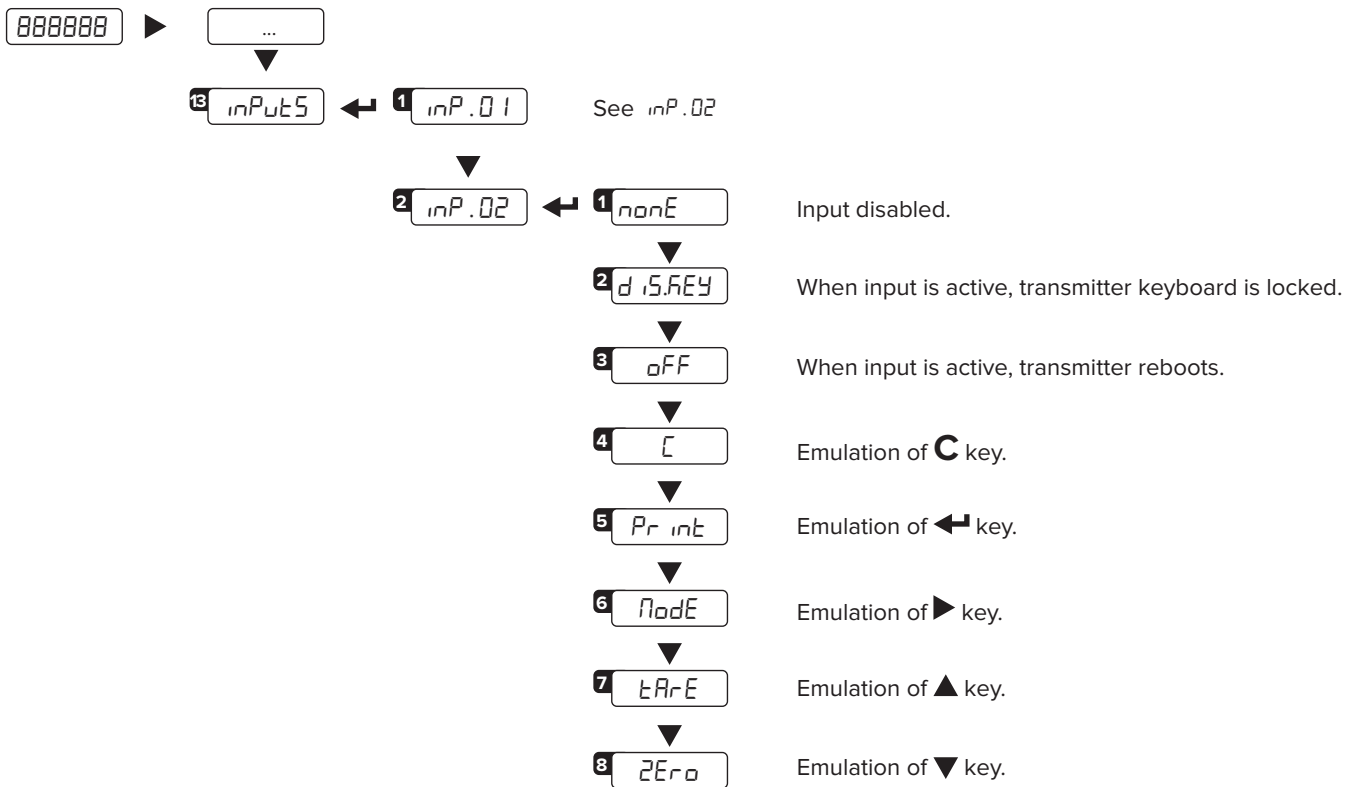 888888
...
13 inPutS 1 inP.01 See inP.02
2 inP.02 1 nonE Input disabled.
2 diS.KEY When input is active, transmitter keyboard is locked.
3 oFF When input is active, transmitter reboots.
4 C Emulation of C key.
5 Print Emulation of key.
6 ModE Emulation of ▶ key.
7 tArE Emulation of ▲ key.
8 ZEro Emulation of ▼ key.